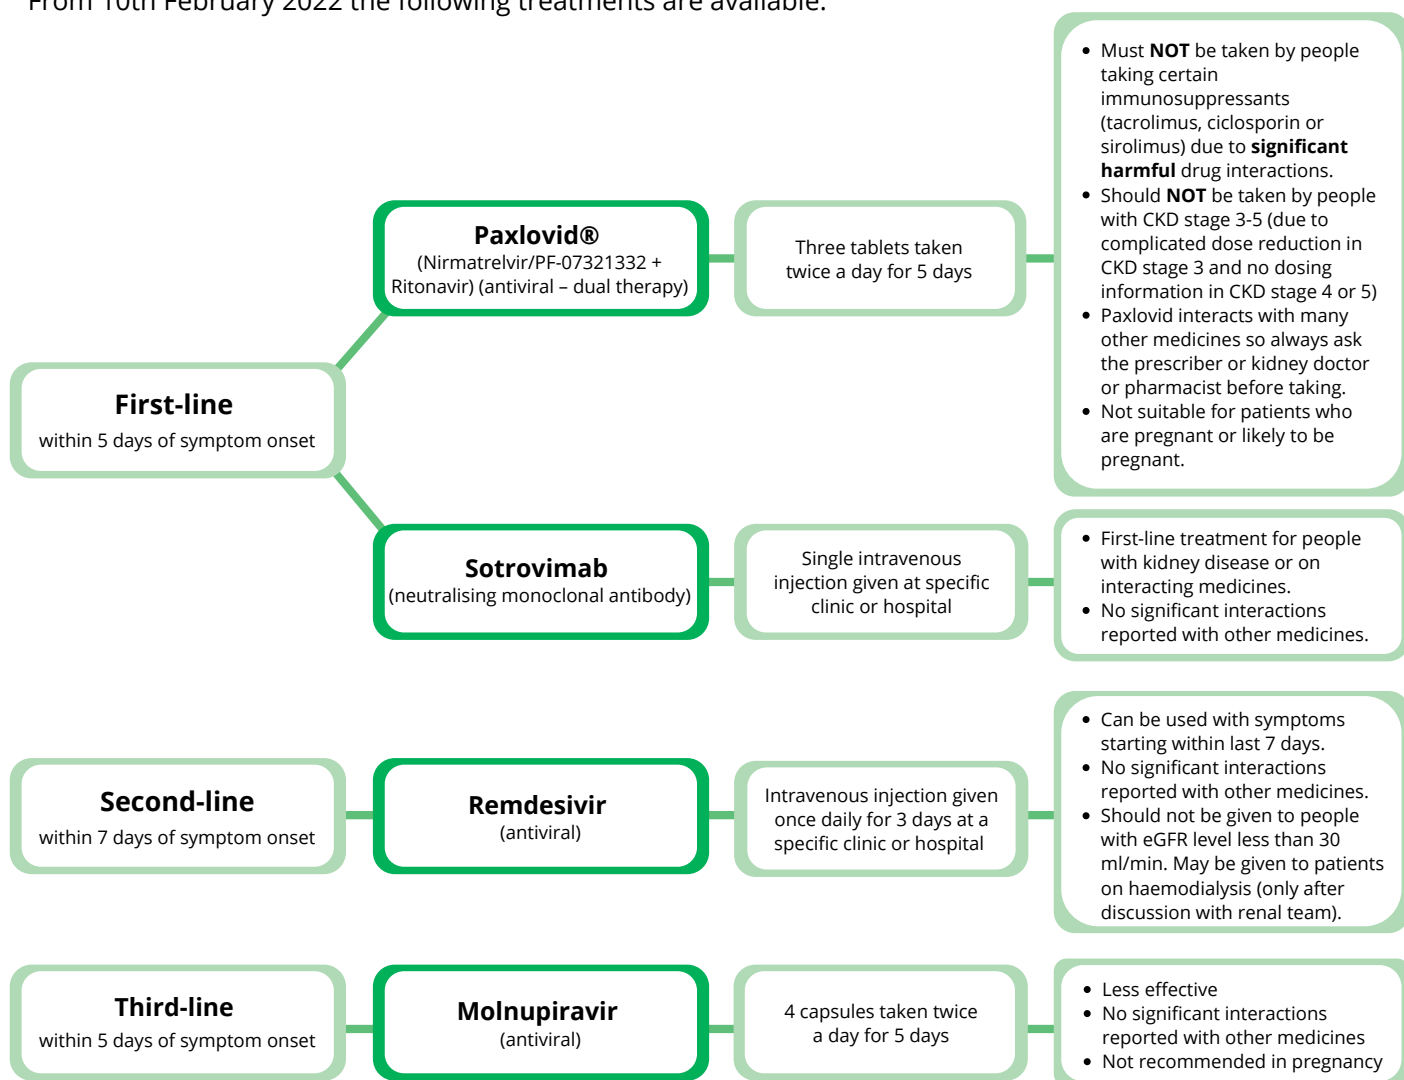 From 10th February 2022 the following treatments are available:
First-line
within 5 days of symptom onset
Paxlovid®
(Nirmatrelvir/PF-07321332 +
Ritonavir) (antiviral – dual therapy)
Three tablets taken
twice a day for 5 days
• Must NOT be taken by people
taking certain
immunosuppressants
(tacrolimus, ciclosporin or
sirolimus) due to significant
harmful drug interactions.
• Should NOT be taken by people
with CKD stage 3-5 (due to
complicated dose reduction in
CKD stage 3 and no dosing
information in CKD stage 4 or 5)
• Paxlovid interacts with many
other medicines so always ask
the prescriber or kidney doctor
or pharmacist before taking.
• Not suitable for patients who
are pregnant or likely to be
pregnant.
Sotrovimab
(neutralising monoclonal antibody)
Single intravenous
injection given at specific
clinic or hospital
• First-line treatment for people
with kidney disease or on
interacting medicines.
• No significant interactions
reported with other medicines.
Second-line
within 7 days of symptom onset
Remdesivir
(antiviral)
Intravenous injection given
once daily for 3 days at a
specific clinic or hospital
• Can be used with symptoms
starting within last 7 days.
• No significant interactions
reported with other medicines.
• Should not be given to people
with eGFR level less than 30
ml/min. May be given to patients
on haemodialysis (only after
discussion with renal team).
Third-line
within 5 days of symptom onset
Molnupiravir
(antiviral)
4 capsules taken twice
a day for 5 days
• Less effective
• No significant interactions
reported with other medicines
• Not recommended in pregnancy